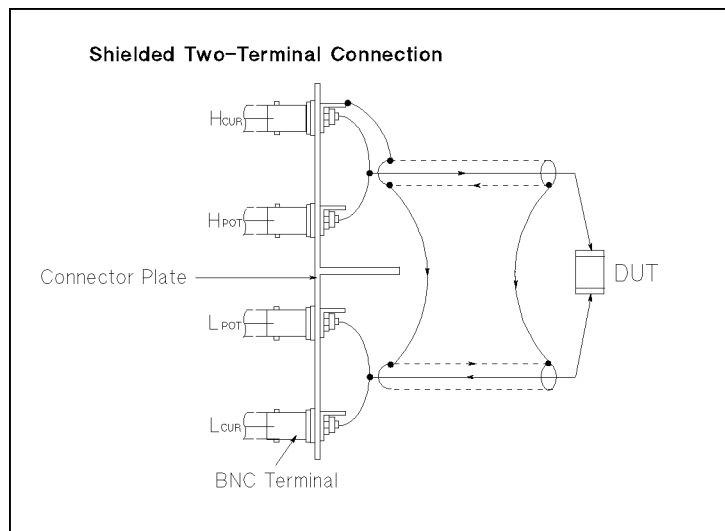 Shielded Two-Terminal Connection
HCUR
HPOT
Connector Plate
DUT
LPOT
LCUR
BNC Terminal